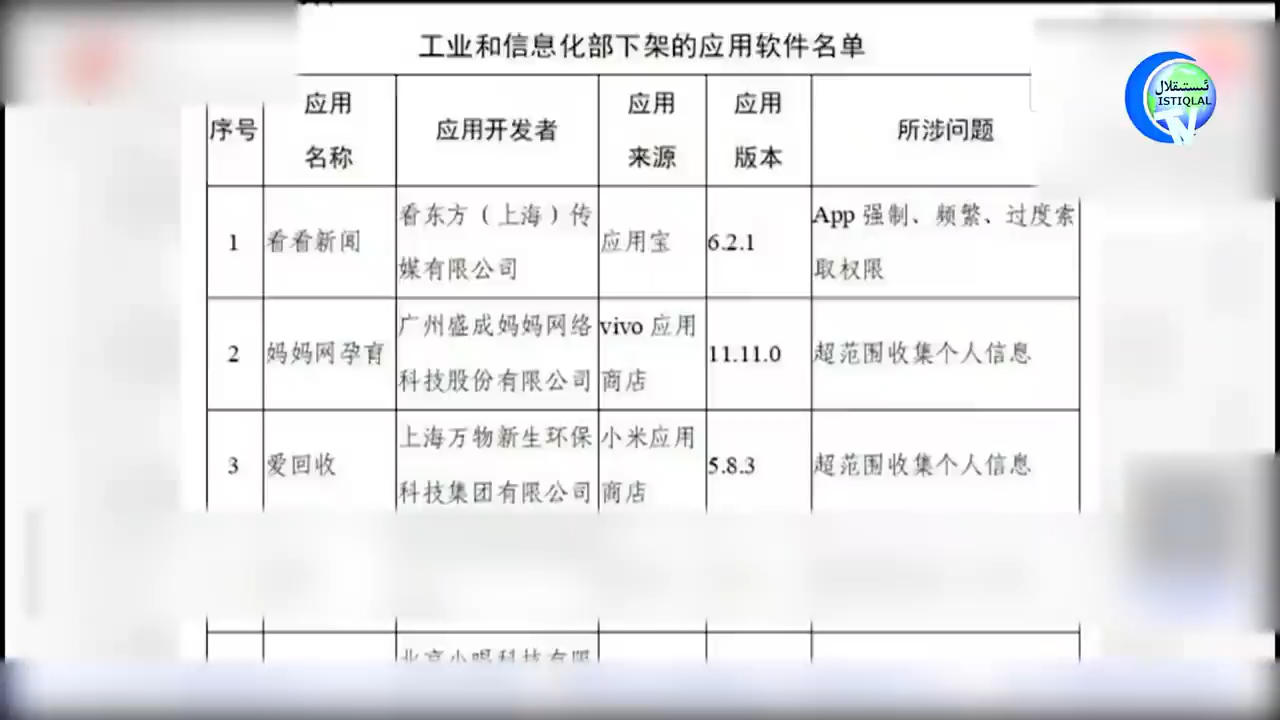 工业和信息化部下架的应用软件名单
序号 应用名称 应用开发者 应用来源 应用版本 所涉问题
1 看看新闻 看东方（上海）传媒有限公司 应用宝 6.2.1 App 强制、频繁、过度索取权限
2 妈妈网孕育 广州盛成妈妈网络科技股份有限公司 vivo 应用商店 11.11.0 超范围收集个人信息
3 爱回收 上海万物新生环保科技集团有限公司 小米应用商店 5.8.3 超范围收集个人信息
ئىستىقلال
ISTIQLAL
TV